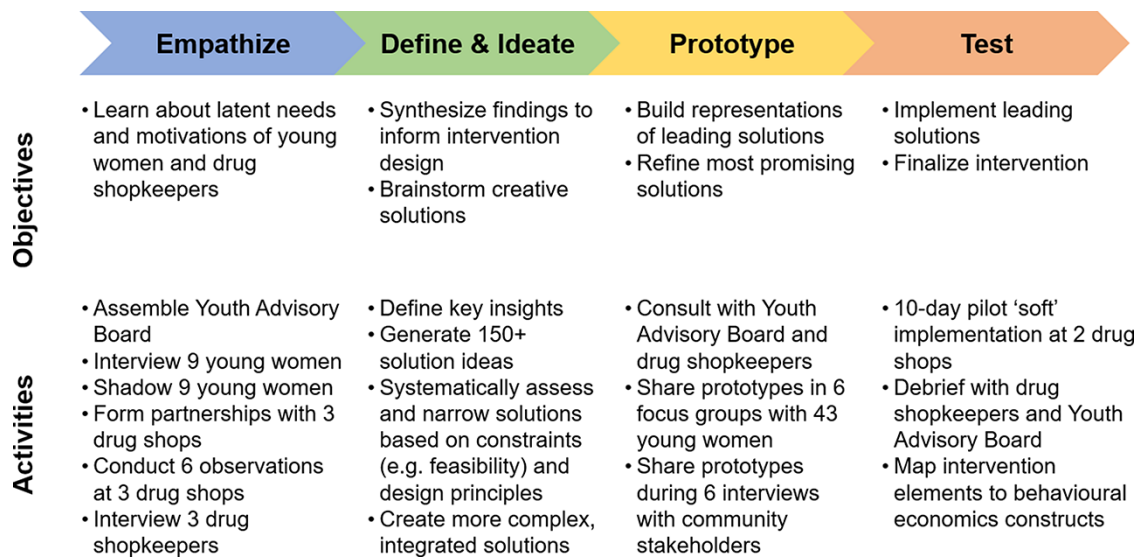 Empathize
Define & Ideate
Prototype
Test
Objectives
• Learn about latent needs
and motivations of young
women and drug
shopkeepers
• Synthesize findings to
inform intervention
design
• Brainstorm creative
solutions
• Build representations
of leading solutions
• Refine most promising
solutions
• Implement leading
solutions
• Finalize intervention
Activities
• Assemble Youth Advisory
Board
• Interview 9 young women
• Shadow 9 young women
• Form partnerships with 3
drug shops
• Conduct 6 observations
at 3 drug shops
• Interview 3 drug
shopkeepers
• Define key insights
• Generate 150+
solution ideas
• Systematically assess
and narrow solutions
based on constraints
(e.g. feasibility) and
design principles
• Create more complex,
integrated solutions
• Consult with Youth
Advisory Board and
drug shopkeepers
• Share prototypes in 6
focus groups with 43
young women
• Share prototypes
during 6 interviews
with community
stakeholders
• 10-day pilot ‘soft’
implementation at 2 drug
shops
• Debrief with drug
shopkeepers and Youth
Advisory Board
• Map intervention
elements to behavioural
economics constructs